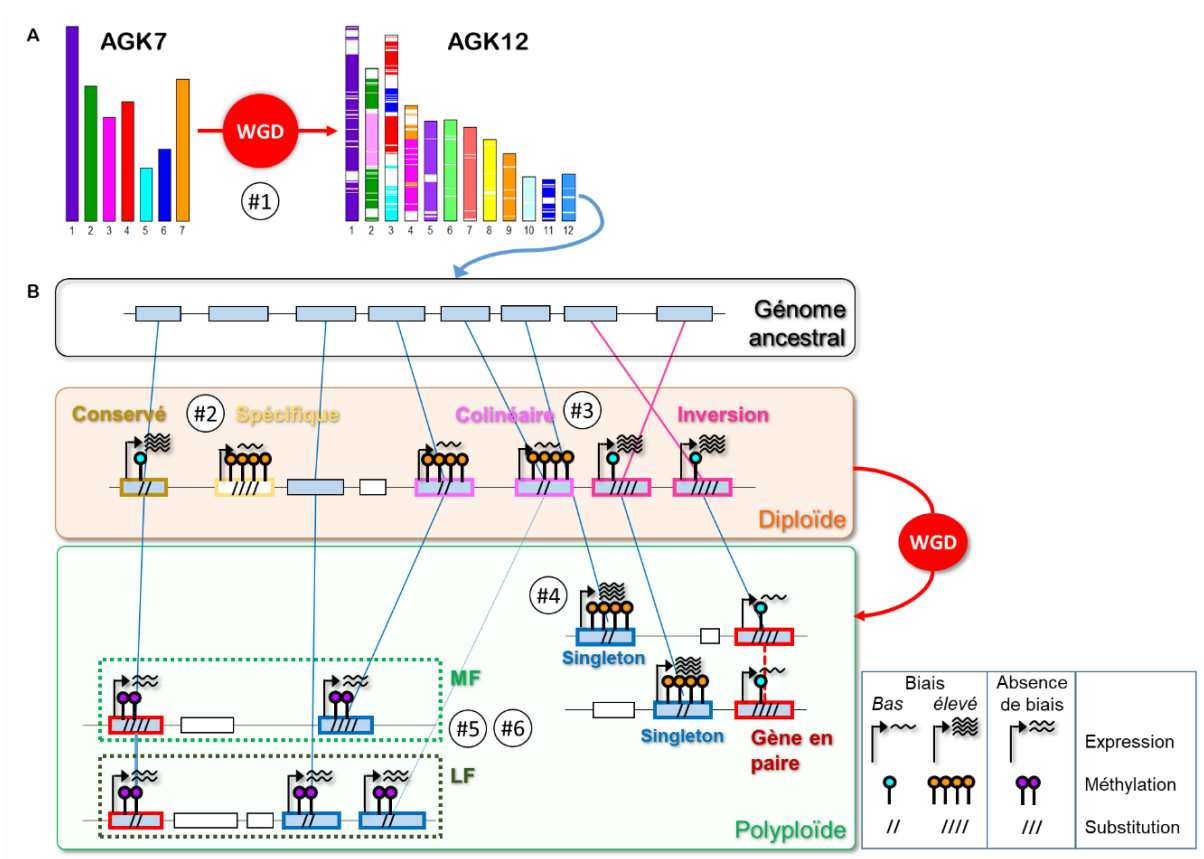 A
AGK7
AGK12
WGD
#1
1 2 3 4 5 6 7
1 2 3 4 5 6 7 8 9 10 11 12
B
Génome
ancestral
Conservé
#2
Spécifique
Colinéaire
#3
Inversion
Diploïde
WGD
#4
Singleton
MF
Singleton
Gène en
paire
#5
#6
LF
Polyploïde
Biais
Bas
élevé
Absence
de biais
Expression
Méthylation
Substitution